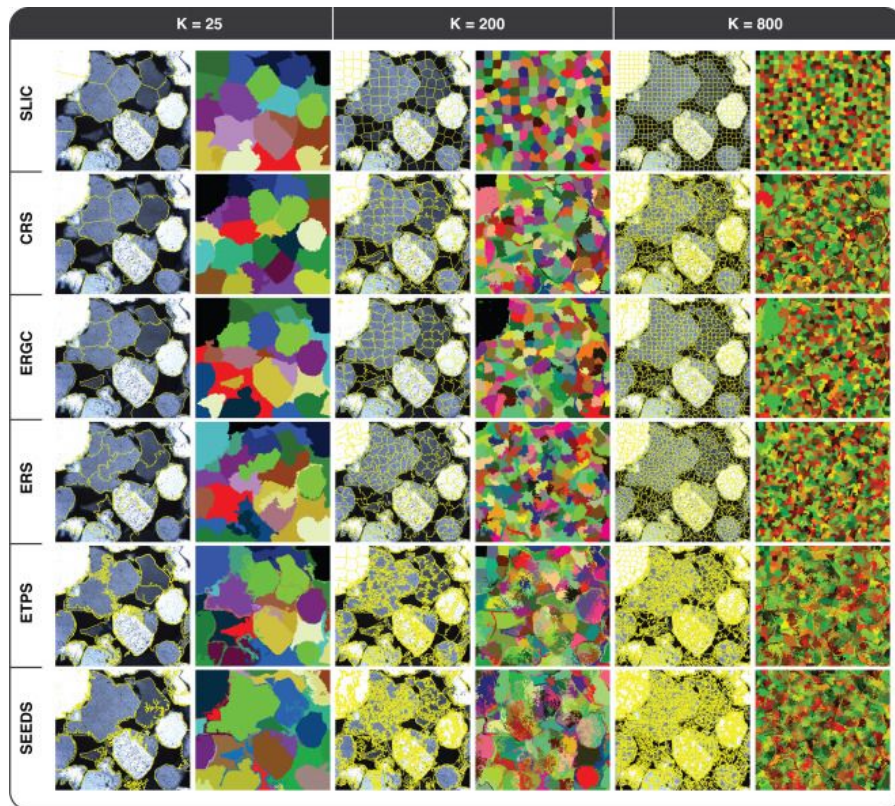 K = 25 K = 200 K = 800
SLIC
CRS
ERGC
ERS
ETPS
SEEDS